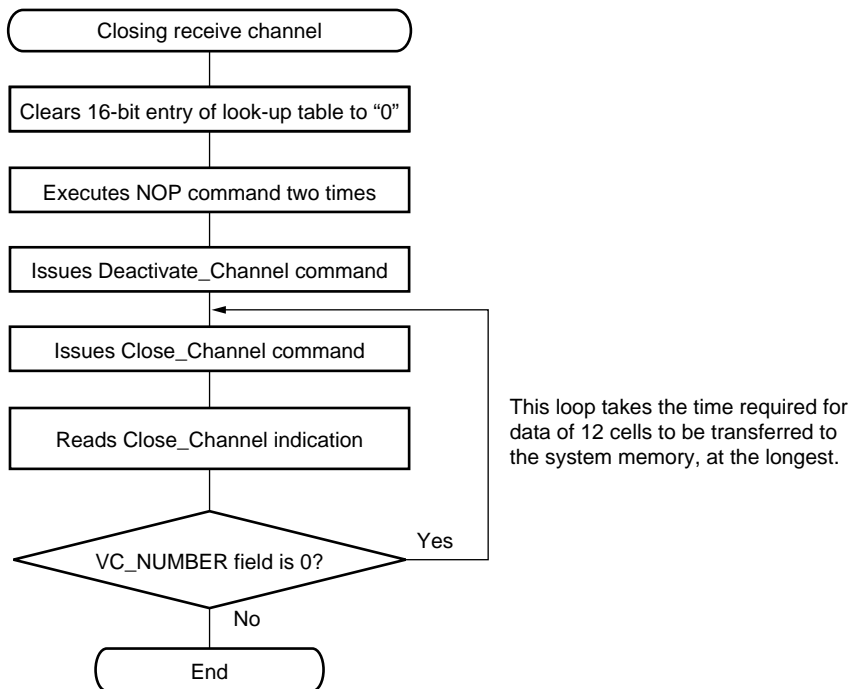 Closing receive channel
Clears 16-bit entry of look-up table to “0”
Executes NOP command two times
Issues Deactivate_Channel command
Issues Close_Channel command
Reads Close_Channel indication
This loop takes the time required for
data of 12 cells to be transferred to
the system memory, at the longest.
VC_NUMBER field is 0?
Yes
No
End